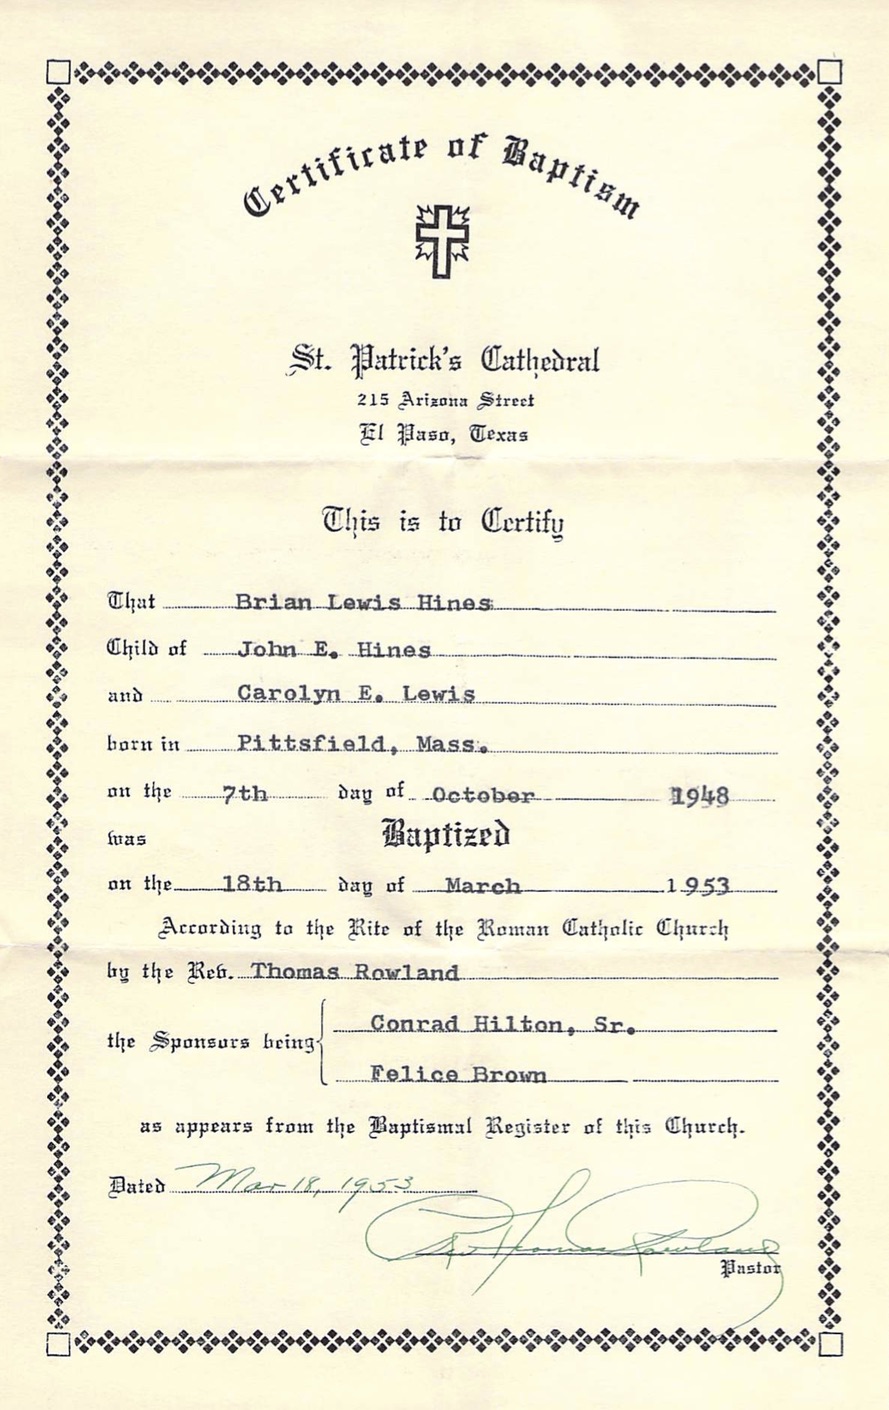 Certificate of Baptism
St. Patrick's Cathedral
215 Arizona Street
El Paso, Texas
This is to Certify
That Brian Lewis Hines
Child of John E. Hines
and Carolyn E. Lewis
born in Pittsfield, Mass.
on the 7th day of October 1948
was Baptized
on the 18th day of March 1953
According to the Rite of the Roman Catholic Church
by the Rev. Thomas Rowland
the Sponsors being Conrad Hilton, Sr.
Felice Brown
as appears from the Baptismal Register of this Church.
Dated Mar 18, 1953
Rev Thomas Rowland
Pastor